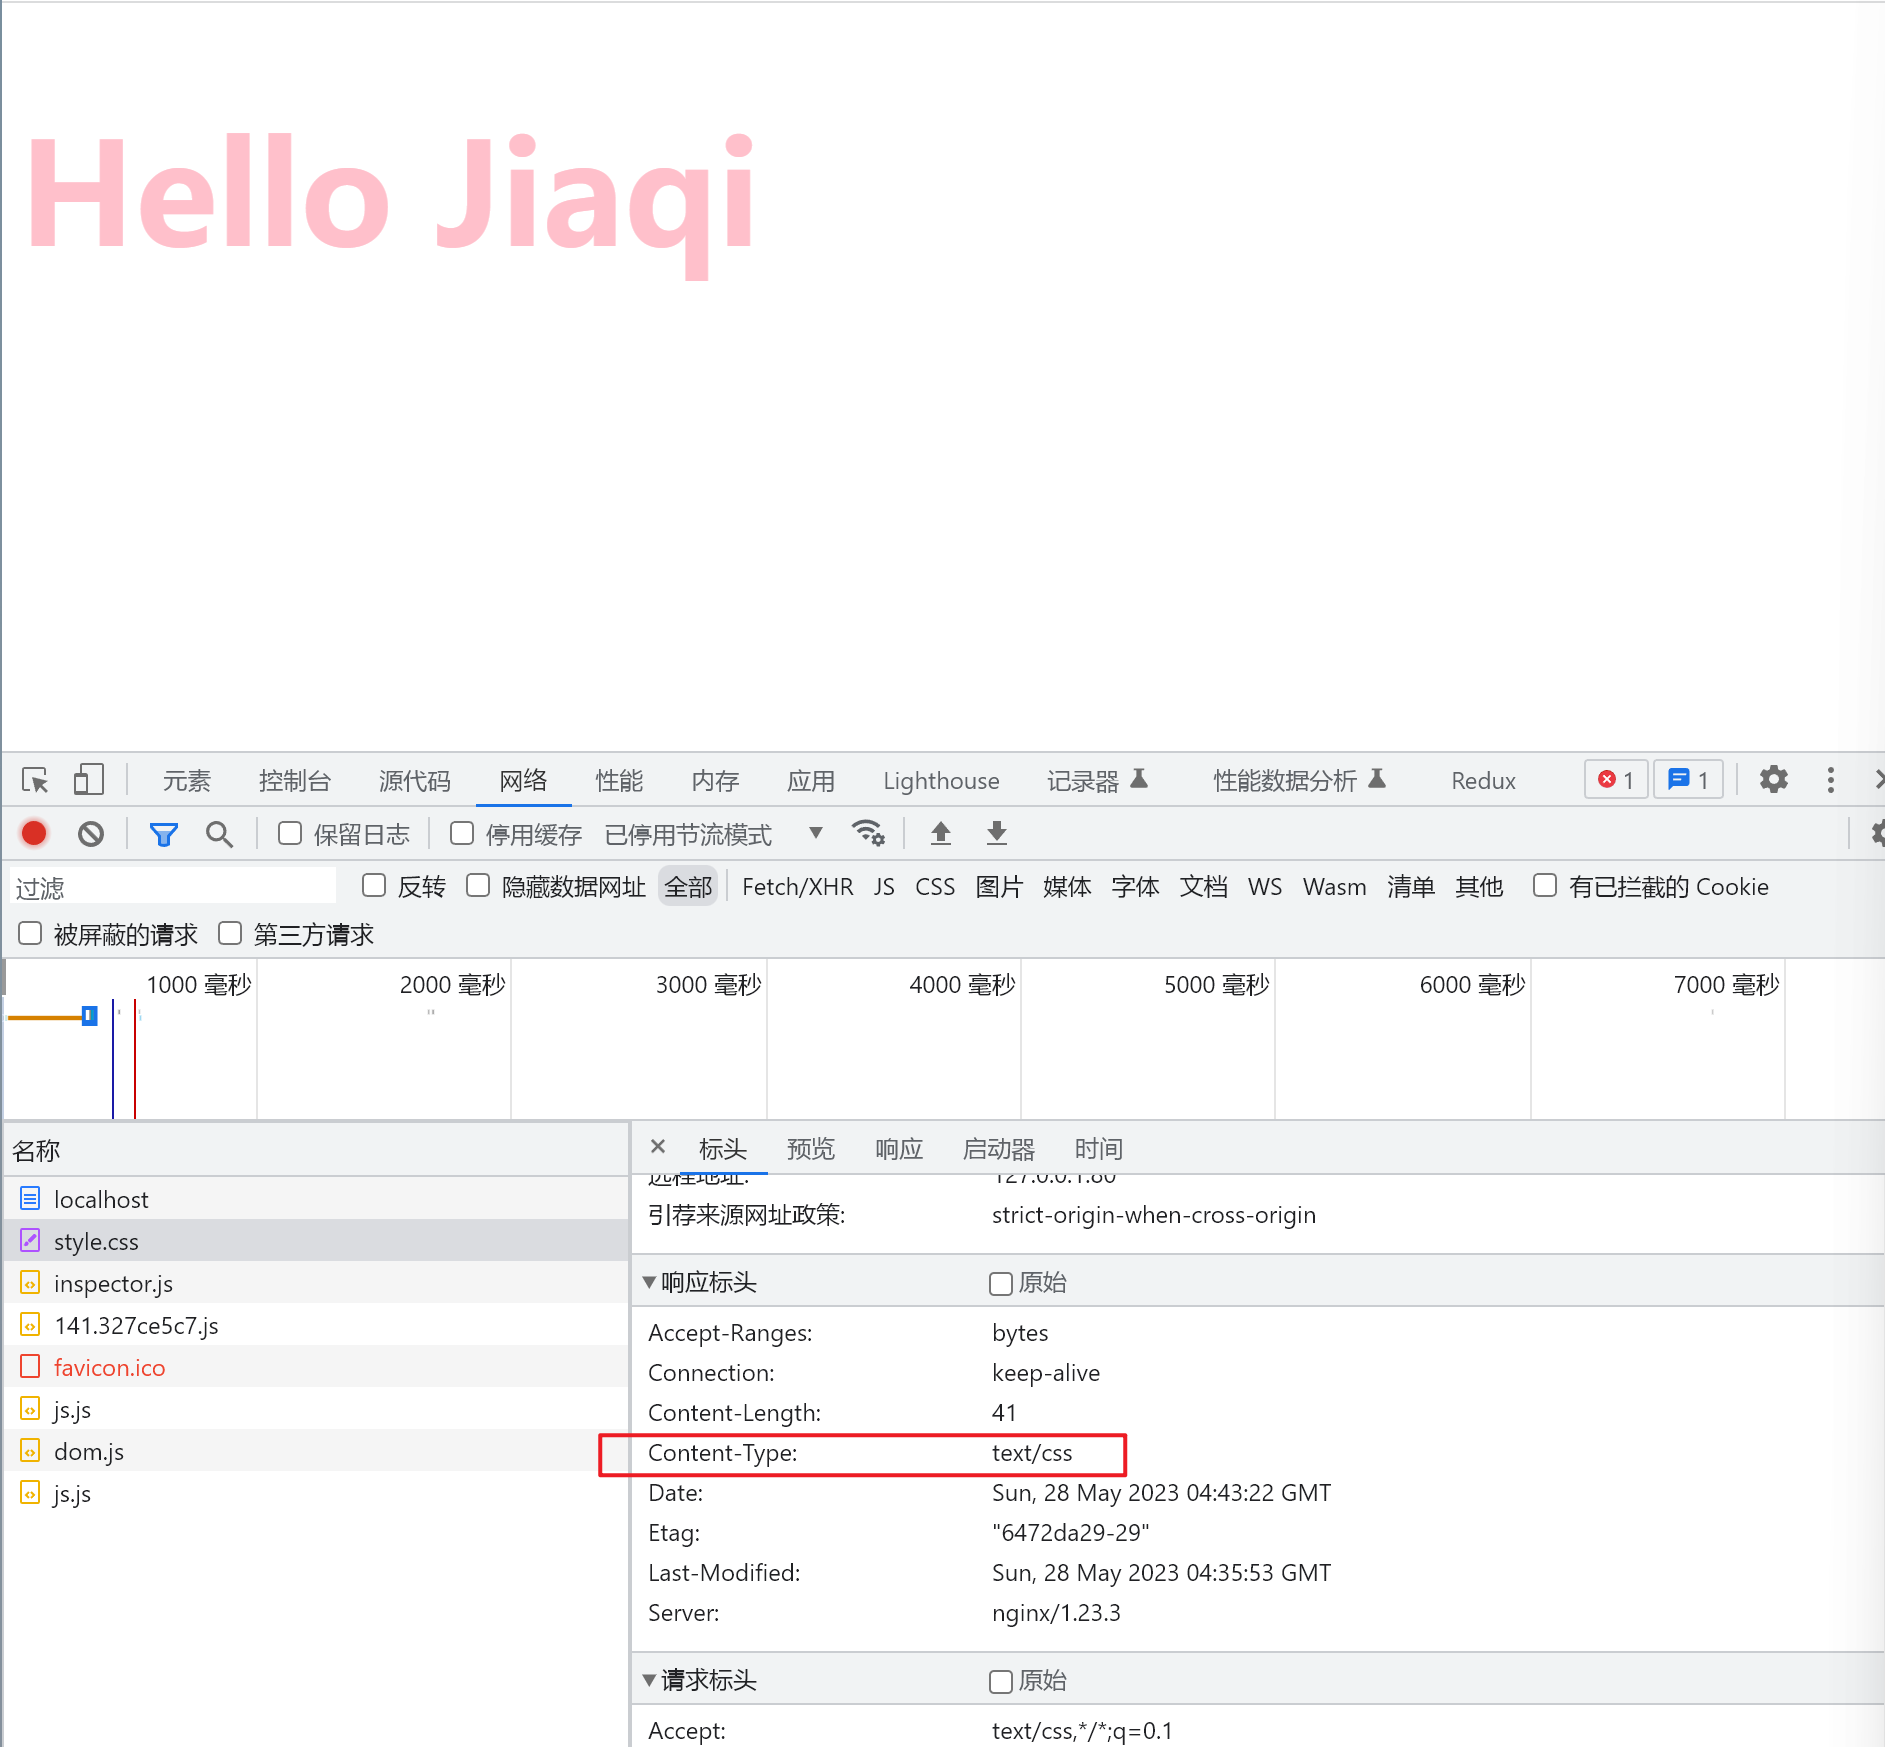 Hello Jiaqi
元素 控制台 源代码 网络 性能 内存 应用 Lighthouse 记录器 性能数据分析 Redux 1 1
保留日志 停用缓存 已停用节流模式
过滤 反转 隐藏数据网址 全部 Fetch/XHR JS CSS 图片 媒体 字体 文档 WS Wasm 清单 其他 有已拦截的 Cookie
被屏蔽的请求 第三方请求
1000 毫秒 2000 毫秒 3000 毫秒 4000 毫秒 5000 毫秒 6000 毫秒 7000 毫秒
名称
localhost
style.css
inspector.js
141.327ce5c7.js
favicon.ico
js.js
dom.js
js.js
标头 预览 响应 启动器 时间
远程地址: 127.0.0.1:80
引荐来源网址政策: strict-origin-when-cross-origin
响应标头 原始
Accept-Ranges: bytes
Connection: keep-alive
Content-Length: 41
Content-Type: text/css
Date: Sun, 28 May 2023 04:43:22 GMT
Etag: "6472da29-29"
Last-Modified: Sun, 28 May 2023 04:35:53 GMT
Server: nginx/1.23.3
请求标头 原始
Accept: text/css,*/*;q=0.1